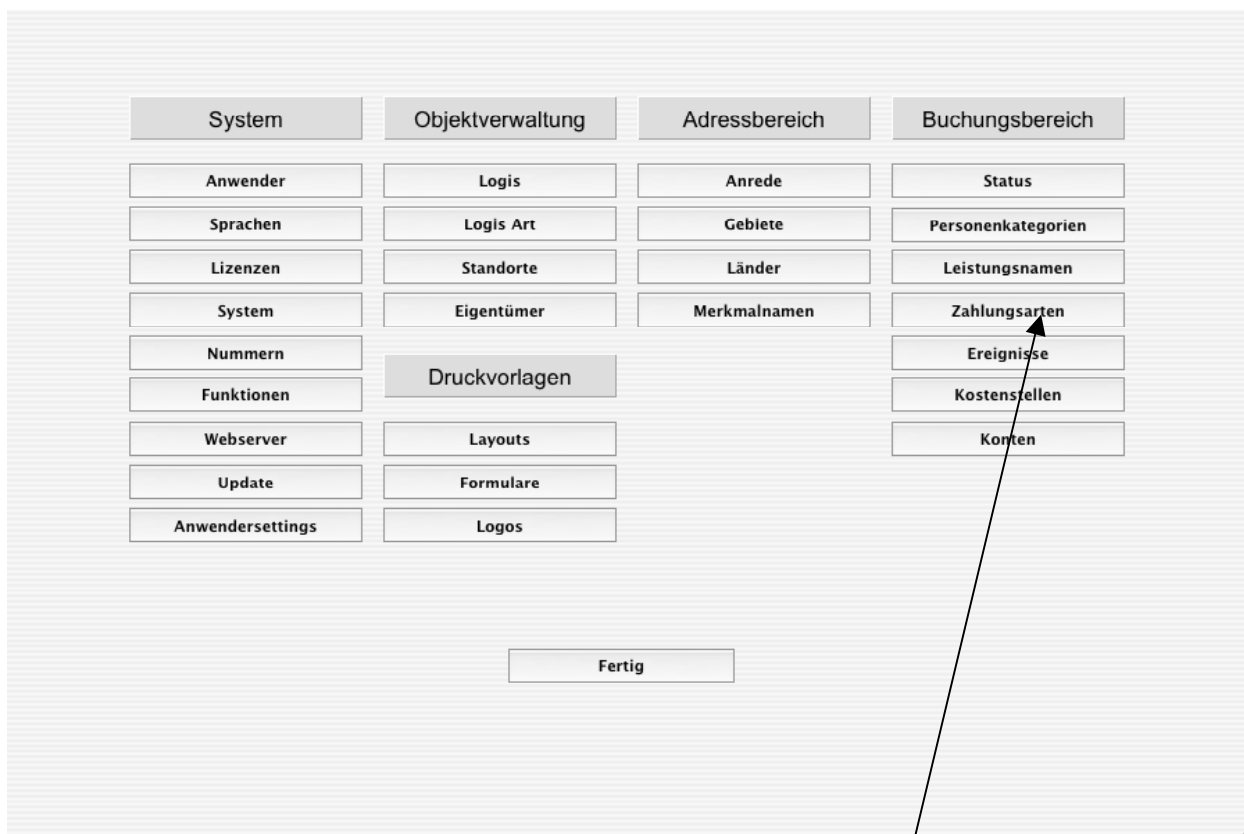 System
Anwender
Sprachen
Lizenzen
System
Nummern
Funktionen
Webserver
Update
Anwendersettings
Objektverwaltung
Logis
Logis Art
Standorte
Eigentümer
Druckvorlagen
Layouts
Formulare
Logos
Adressbereich
Anrede
Gebiete
Länder
Merkmalnamen
Buchungsbereich
Status
Personenkategorien
Leistungsnamen
Zahlungsarten
Ereignisse
Kostenstellen
Konten
Fertig